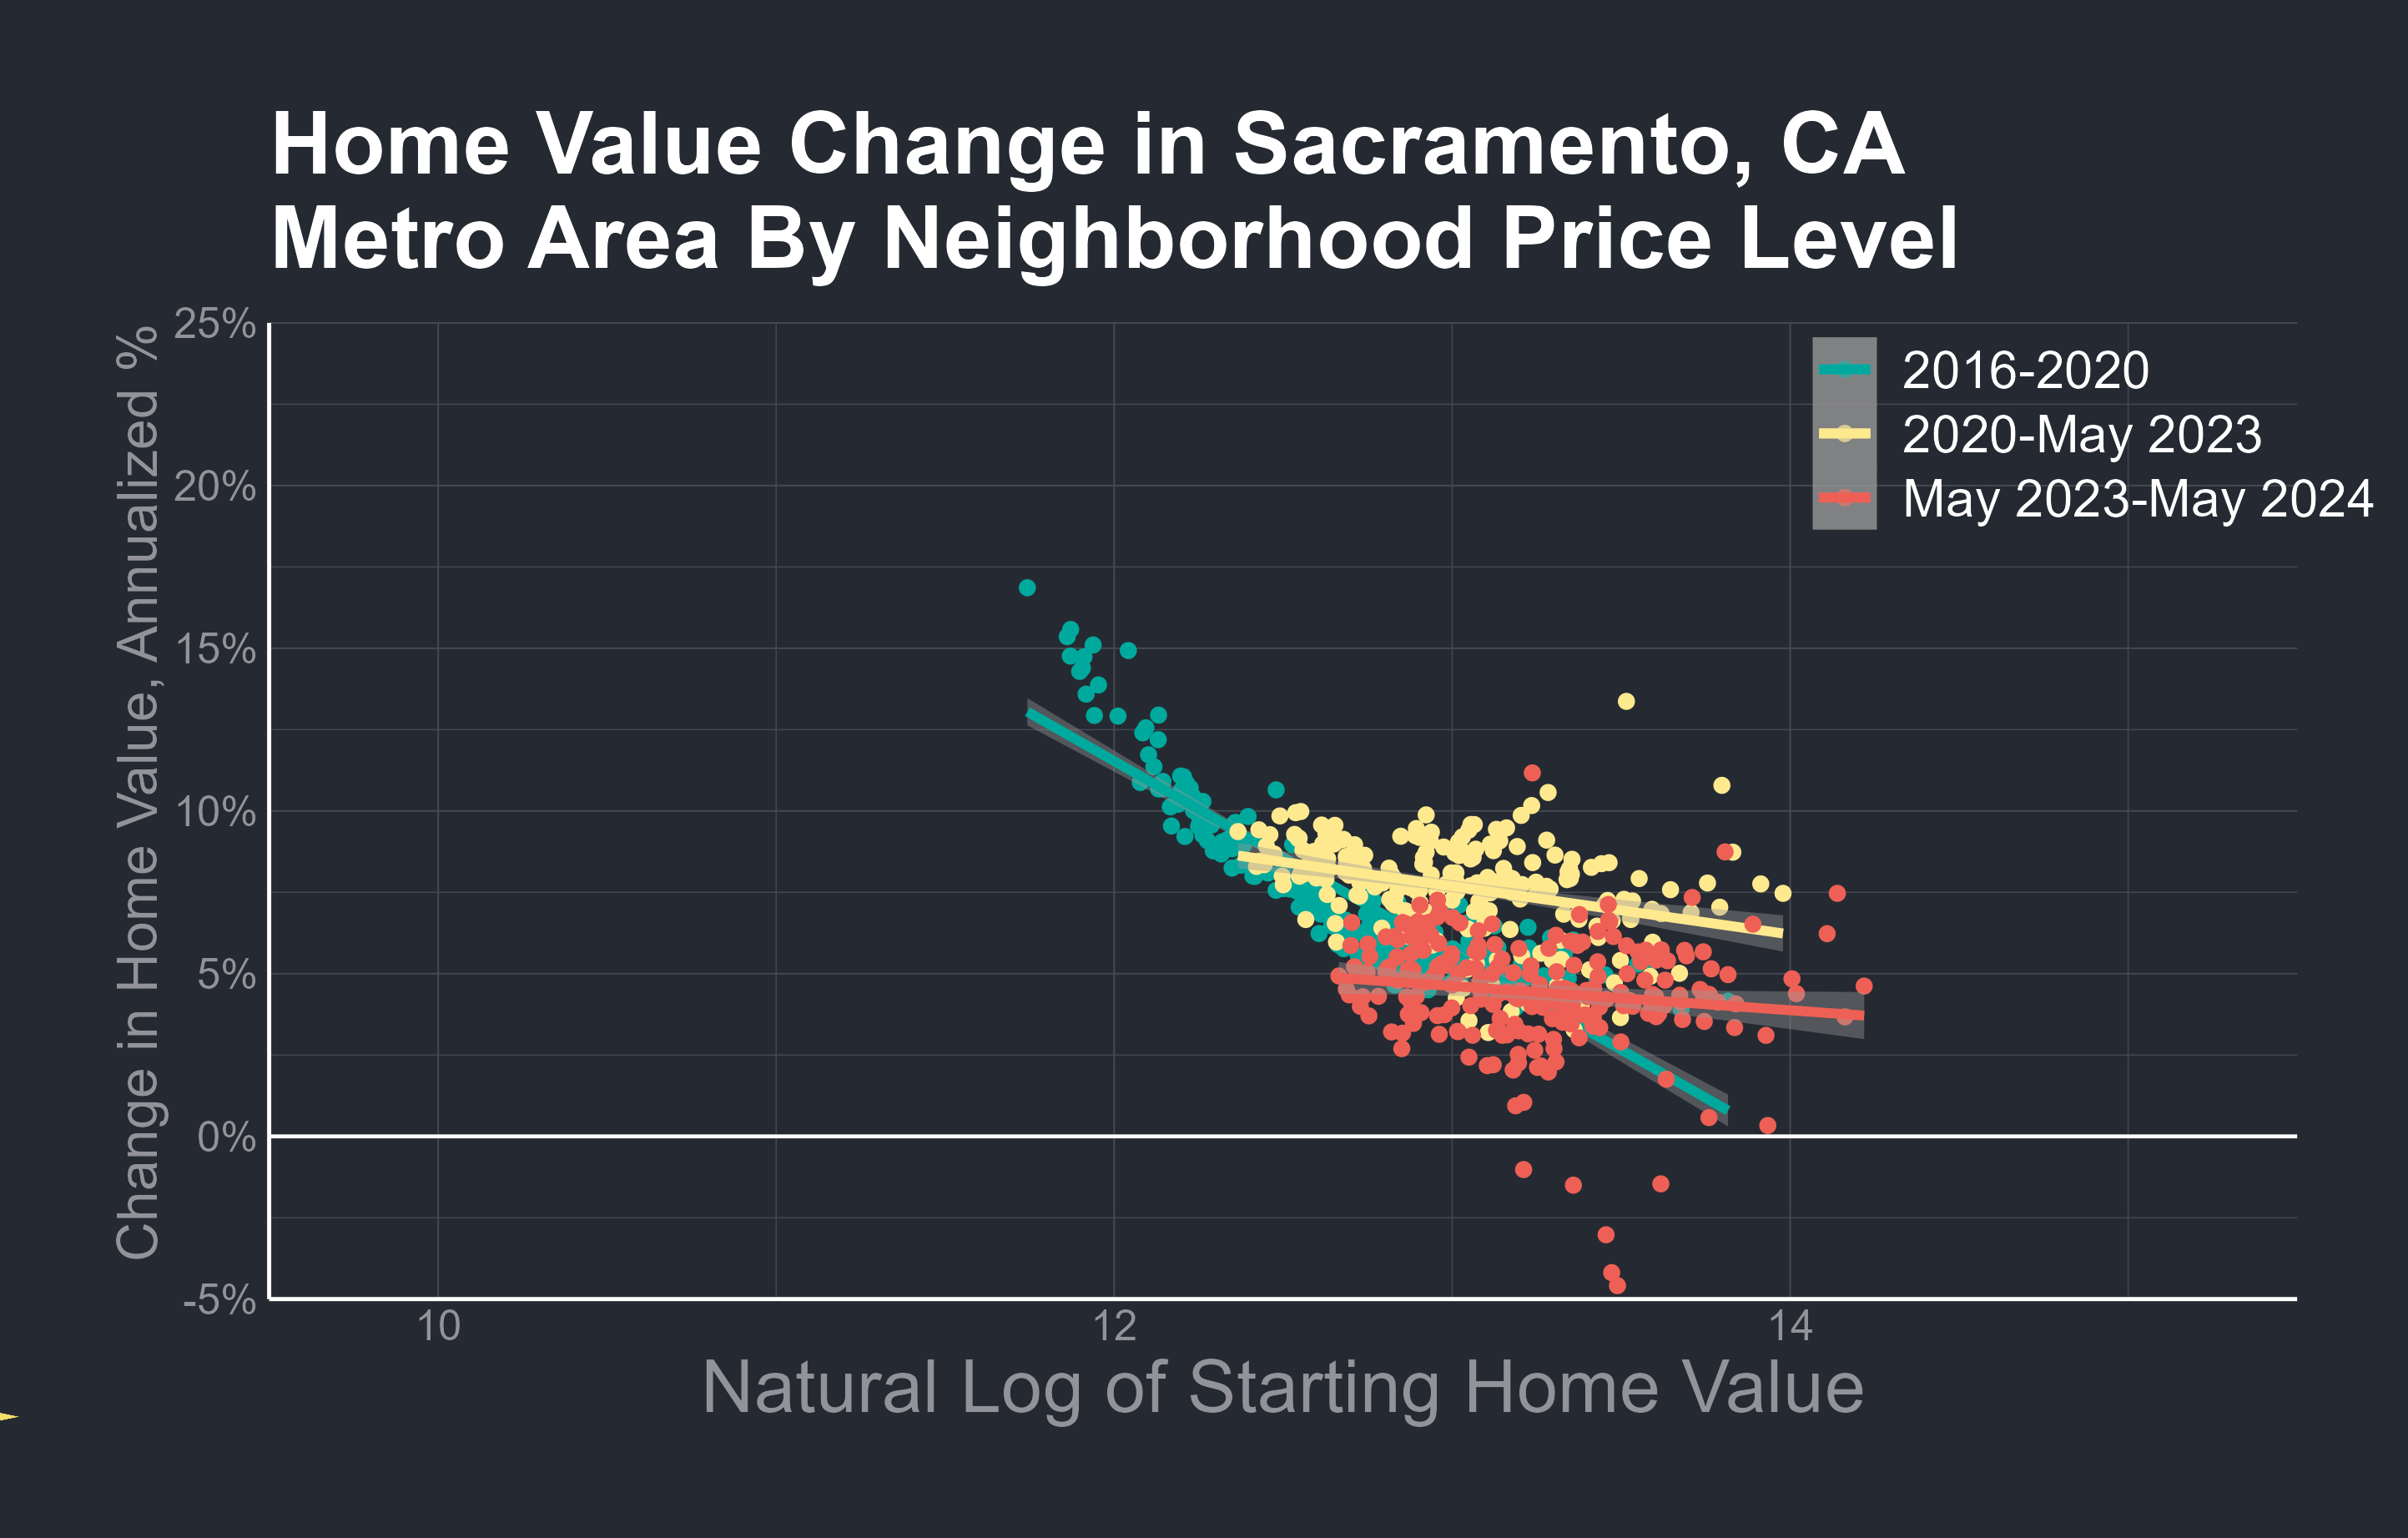 Home Value Change in Sacramento, CA
Metro Area By Neighborhood Price Level
Change in Home Value, Annualized %
25%
20%
15%
10%
5%
0%
-5%
2016-2020
2020-May 2023
May 2023-May 2024
10
12
14
Natural Log of Starting Home Value